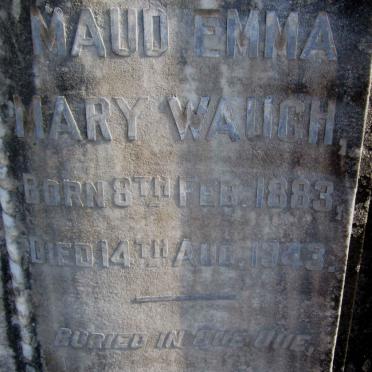 MAUD EMMA
MARY WAUGH,
BORN 8TH FEB. 1883,
DIED 14TH AUG. 1943.
BURIED IN